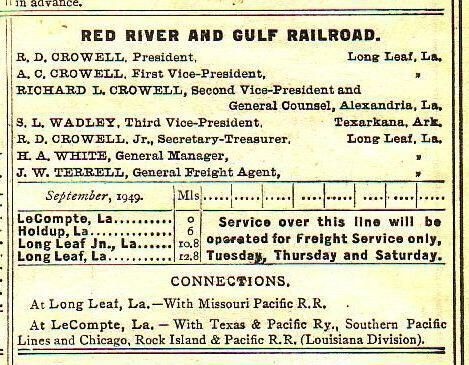 in advance.
RED RIVER AND GULF RAILROAD.
R. D. CROWELL, President, Long Leaf, La.
A. C. CROWELL, First Vice-President, "
RICHARD L. CROWELL, Second Vice-President and
General Counsel, Alexandria, La.
S. L. WADLEY, Third Vice-President, Texarkana, Ark.
R. D. CROWELL, Jr., Secretary-Treasurer, Long Leaf, La.
H. A. WHITE, General Manager, "
J. W. TERRELL, General Freight Agent, "
September, 1949. Mls
LeCompte, La........... 0
Holdup, La............. 6
Long Leaf Jn., La...... 10.8
Long Leaf, La.......... 12.8
Service over this line will be
operated for Freight Service only,
Tuesday, Thursday and Saturday.
CONNECTIONS.
At Long Leaf, La.—With Missouri Pacific R.R.
At LeCompte, La. — With Texas & Pacific Ry., Southern Pacific
Lines and Chicago, Rock Island & Pacific R.R. (Louisiana Division).